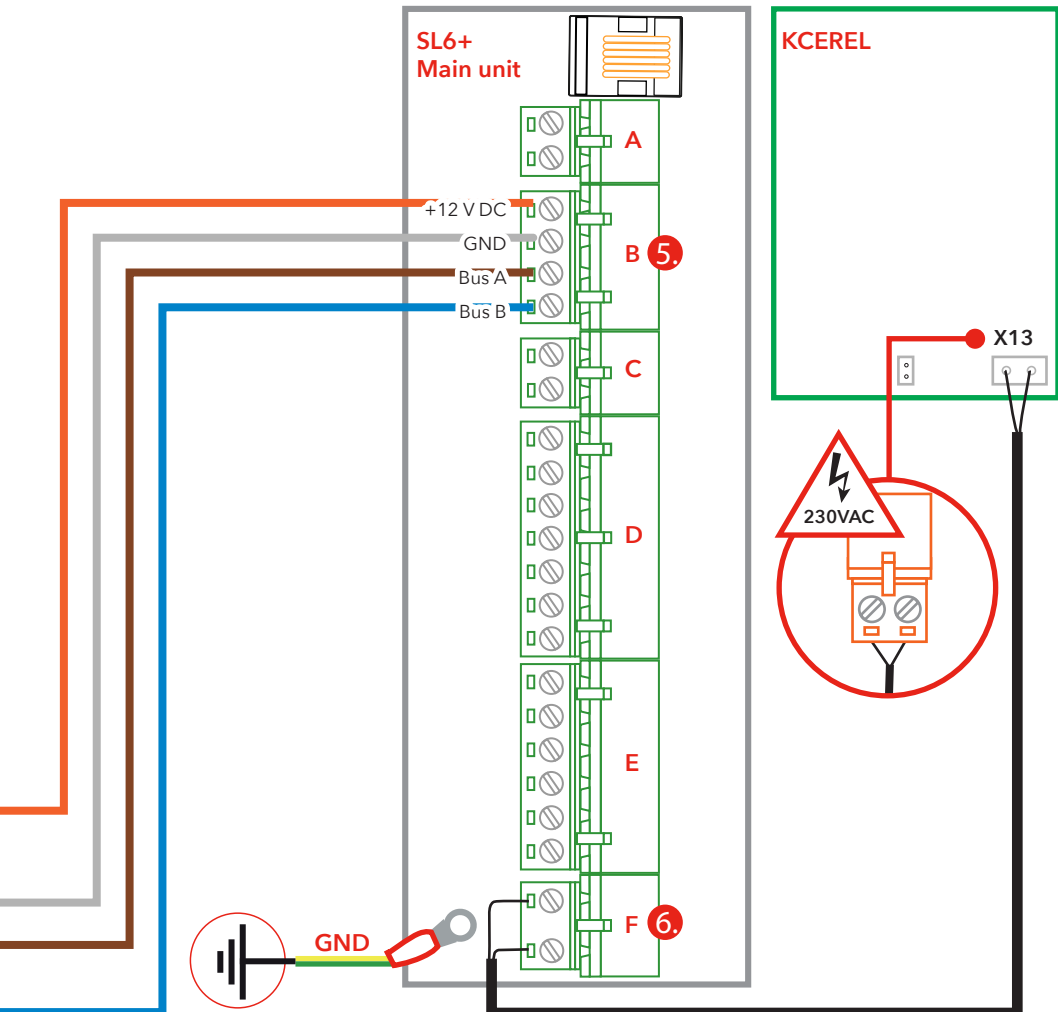 SL6+
Main unit
KCEREL
A
+12 V DC
GND
B 5.
Bus A
Bus B
X13
C
230VAC
D
E
F 6.
GND